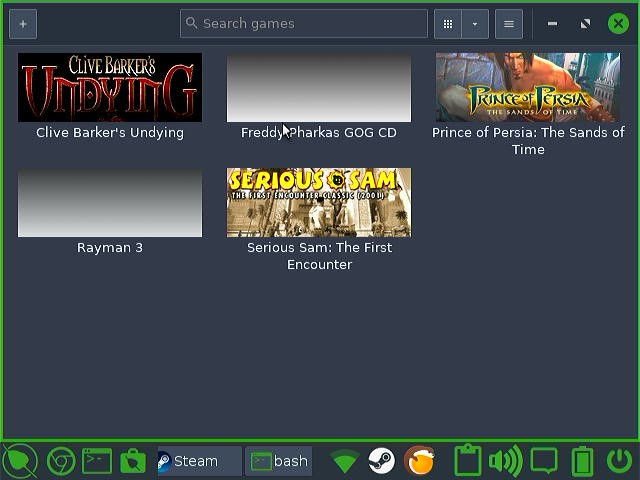 Search games
CLIVE BARKER'S
UNDYING
Clive Barker's Undying
Freddy Pharkas GOG CD
PRINCE OF PERSIA
THE SANDS OF TIME
Prince of Persia: The Sands of
Time
Rayman 3
SERIOUS SAM
THE FIRST ENCOUNTER CLASSIC (2001)
Serious Sam: The First
Encounter
Steam
bash